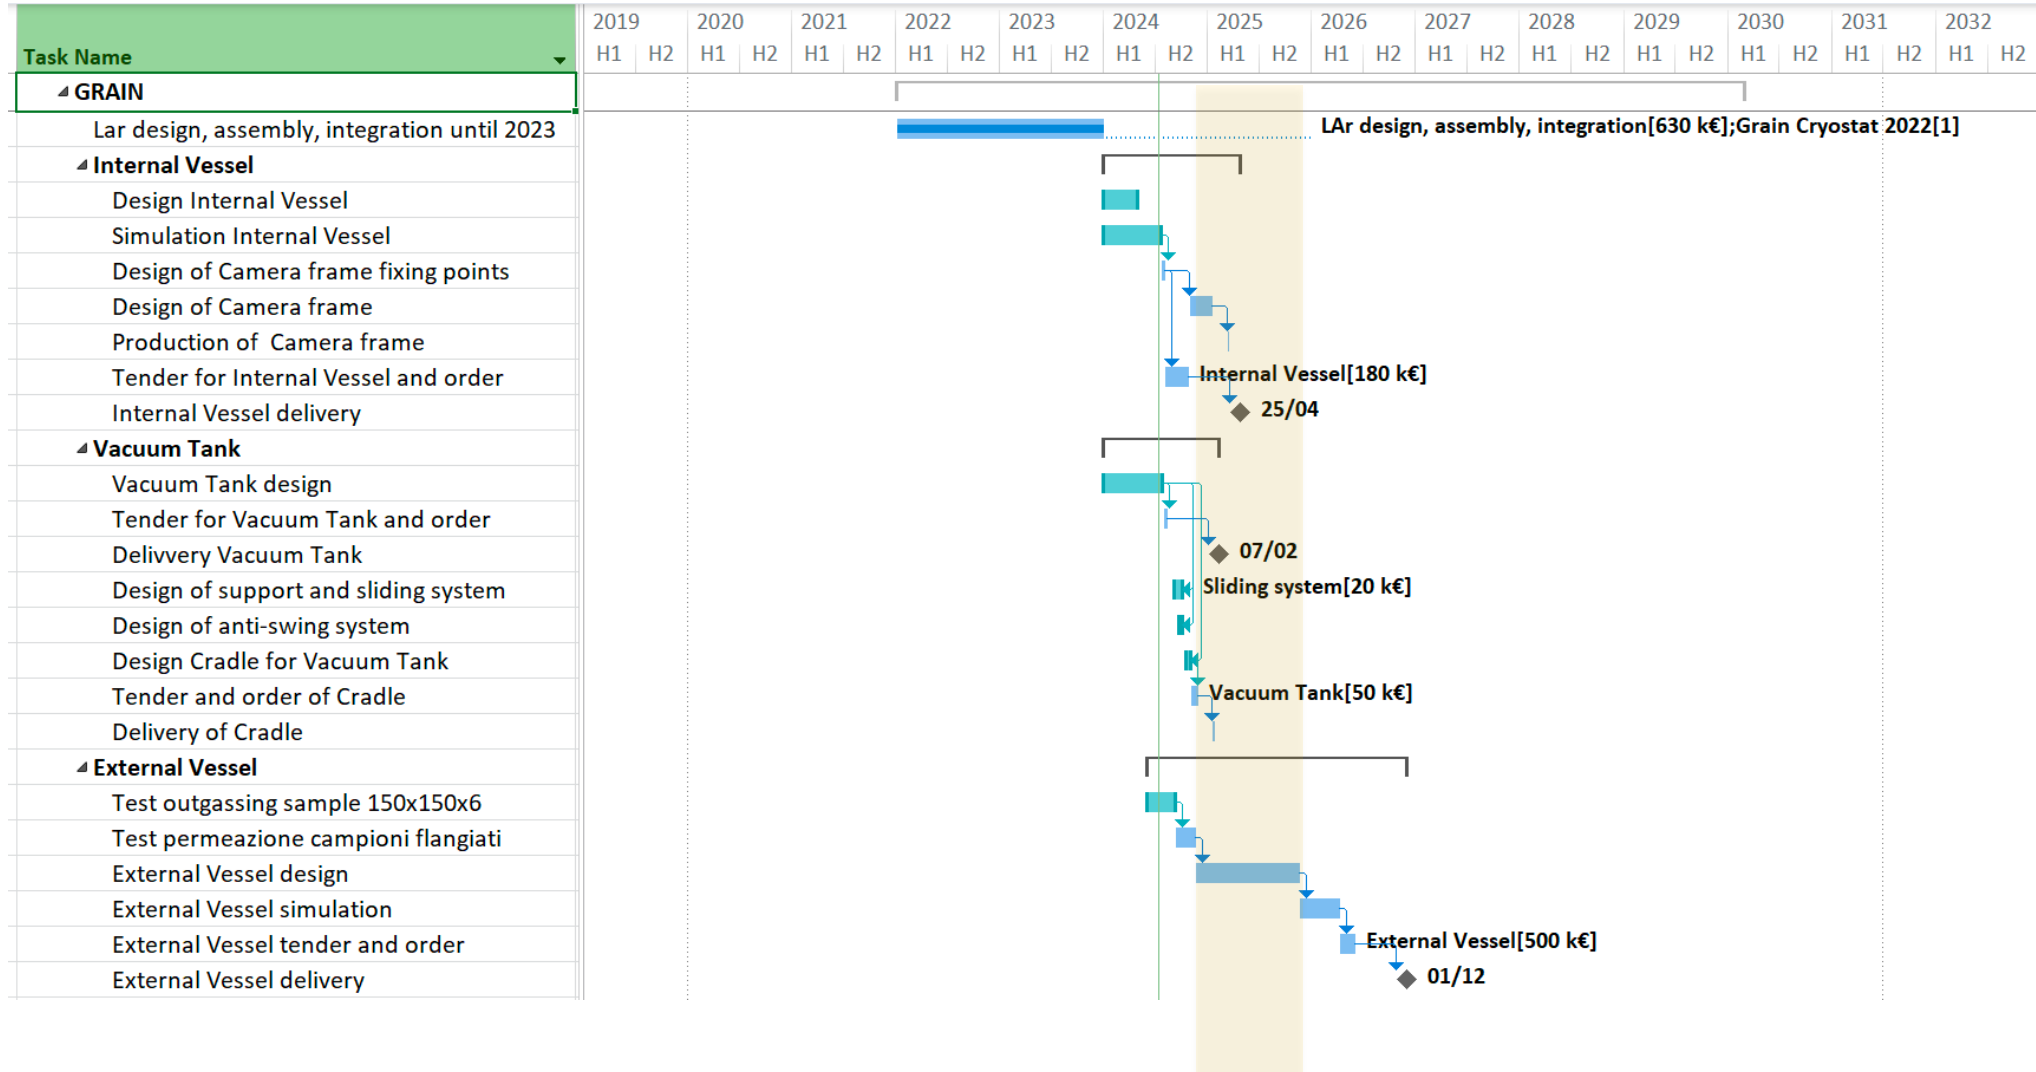 2019 2020 2021 2022 2023 2024 2025 2026 2027 2028 2029 2030 2031 2032
Task Name H1 H2 H1 H2 H1 H2 H1 H2 H1 H2 H1 H2 H1 H2 H1 H2 H1 H2 H1 H2 H1 H2 H1 H2 H1 H2 H1 H2
GRAIN
Lar design, assembly, integration until 2023 LAr design, assembly, integration[630 k€];Grain Cryostat 2022[1]
Internal Vessel
Design Internal Vessel
Simulation Internal Vessel
Design of Camera frame fixing points
Design of Camera frame
Production of Camera frame
Tender for Internal Vessel and order Internal Vessel[180 k€]
Internal Vessel delivery 25/04
Vacuum Tank
Vacuum Tank design
Tender for Vacuum Tank and order
Delivvery Vacuum Tank 07/02
Design of support and sliding system Sliding system[20 k€]
Design of anti-swing system
Design Cradle for Vacuum Tank
Tender and order of Cradle Vacuum Tank[50 k€]
Delivery of Cradle
External Vessel
Test outgassing sample 150x150x6
Test permeazione campioni flangiati
External Vessel design
External Vessel simulation
External Vessel tender and order External Vessel[500 k€]
External Vessel delivery 01/12